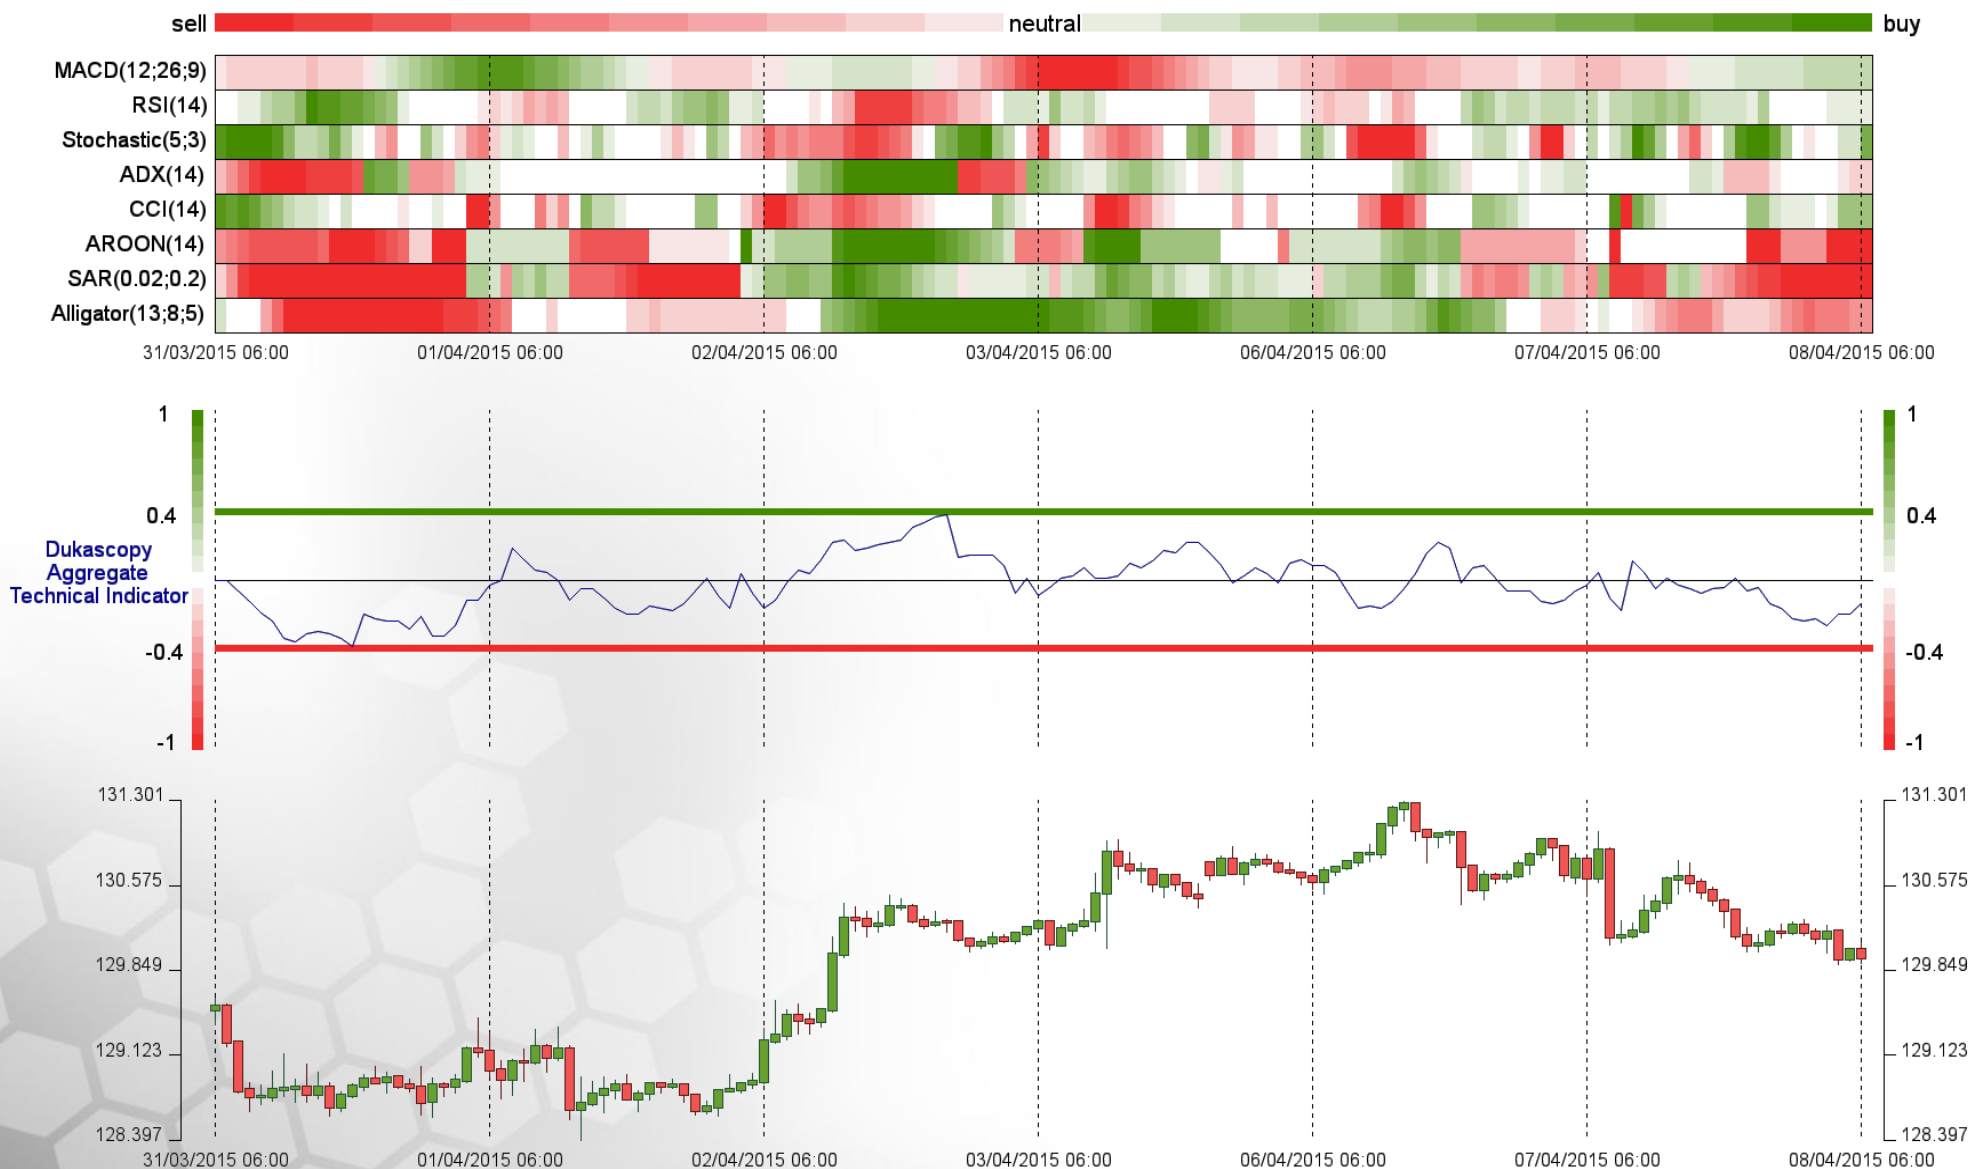 sell neutral buy
MACD(12;26;9)
RSI(14)
Stochastic(5;3)
ADX(14)
CCI(14)
AROON(14)
SAR(0.02;0.2)
Alligator(13;8;5)
31/03/2015 06:00 01/04/2015 06:00 02/04/2015 06:00 03/04/2015 06:00 06/04/2015 06:00 07/04/2015 06:00 08/04/2015 06:00
1 1
0.4 0.4
Dukascopy
Aggregate
Technical Indicator
-0.4 -0.4
-1 -1
131.301 131.301
130.575 130.575
129.849 129.849
129.123 129.123
128.397 128.397
31/03/2015 06:00 01/04/2015 06:00 02/04/2015 06:00 03/04/2015 06:00 06/04/2015 06:00 07/04/2015 06:00 08/04/2015 06:00